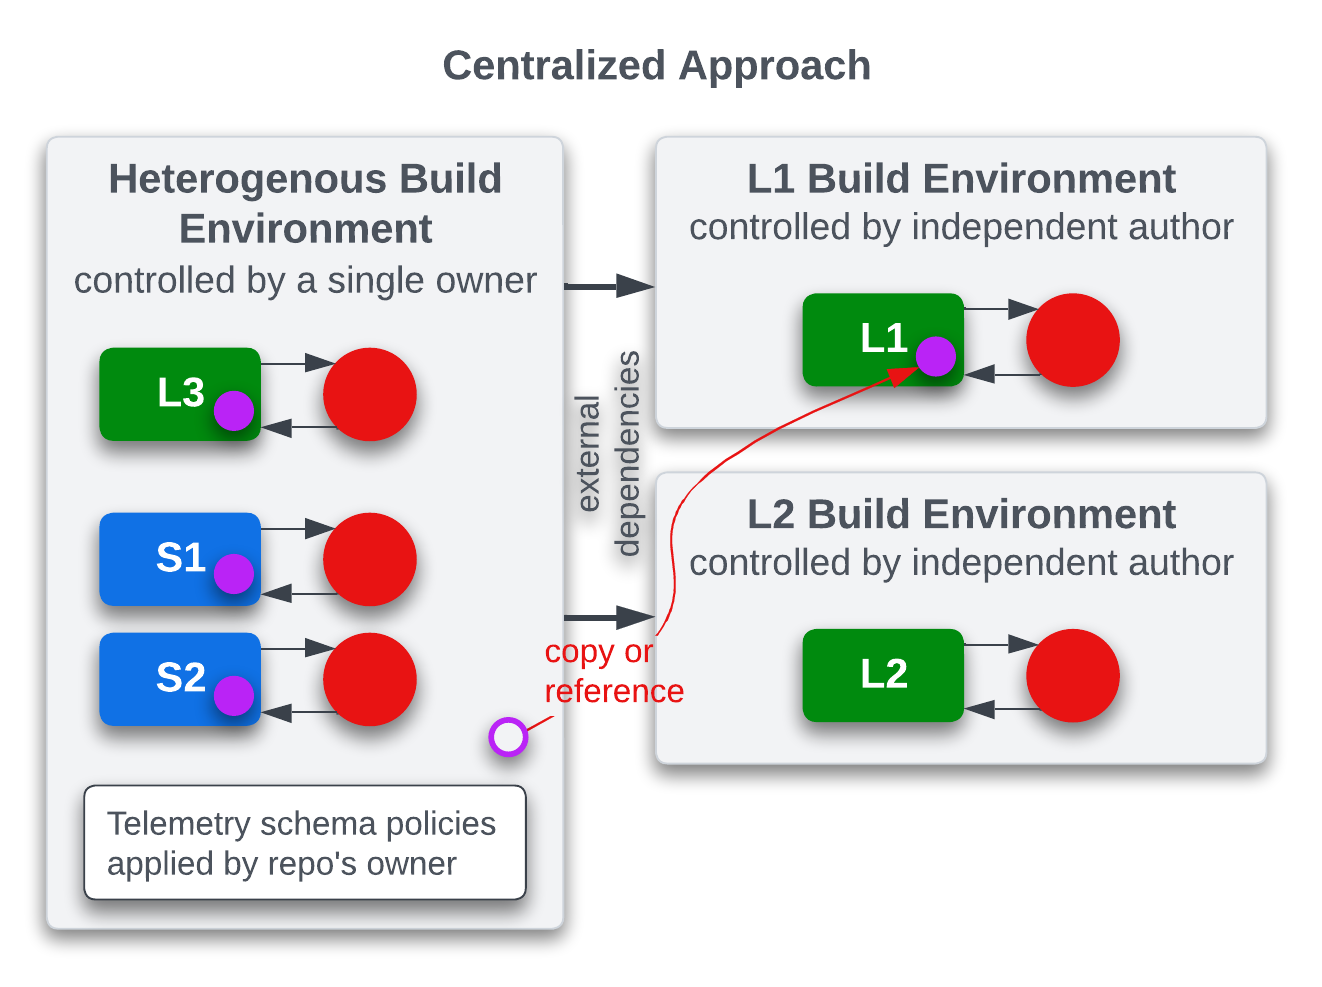 Centralized Approach
Heterogenous Build
Environment
controlled by a single owner
L3
S1
S2
Telemetry schema policies
applied by repo's owner
external
dependencies
copy or
reference
L1 Build Environment
controlled by independent author
L1
L2 Build Environment
controlled by independent author
L2